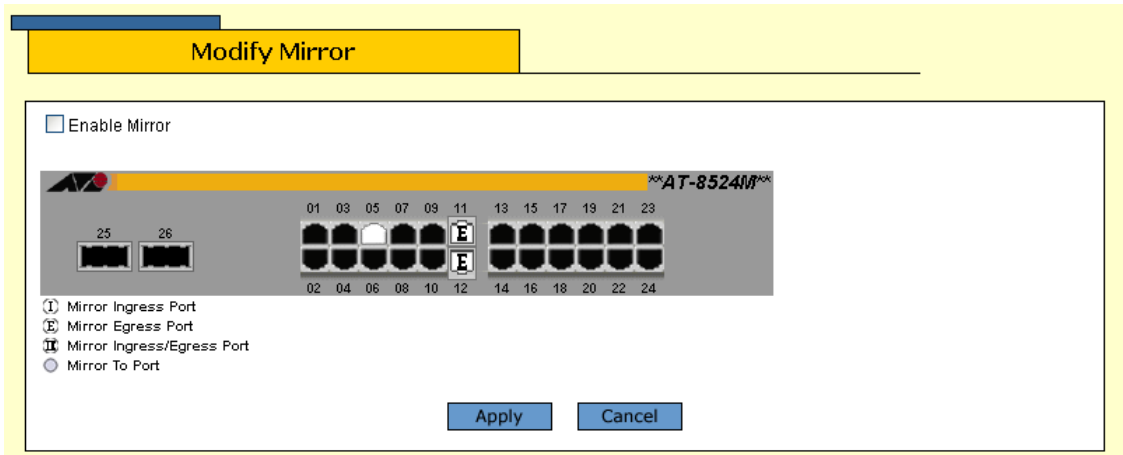 Modify Mirror
Enable Mirror
**AT-8524M**
01 03 05 07 09 11 13 15 17 19 21 23
25 26
E
E
02 04 06 08 10 12 14 16 18 20 22 24
I Mirror Ingress Port
E Mirror Egress Port
Mirror Ingress/Egress Port
Mirror To Port
Apply Cancel